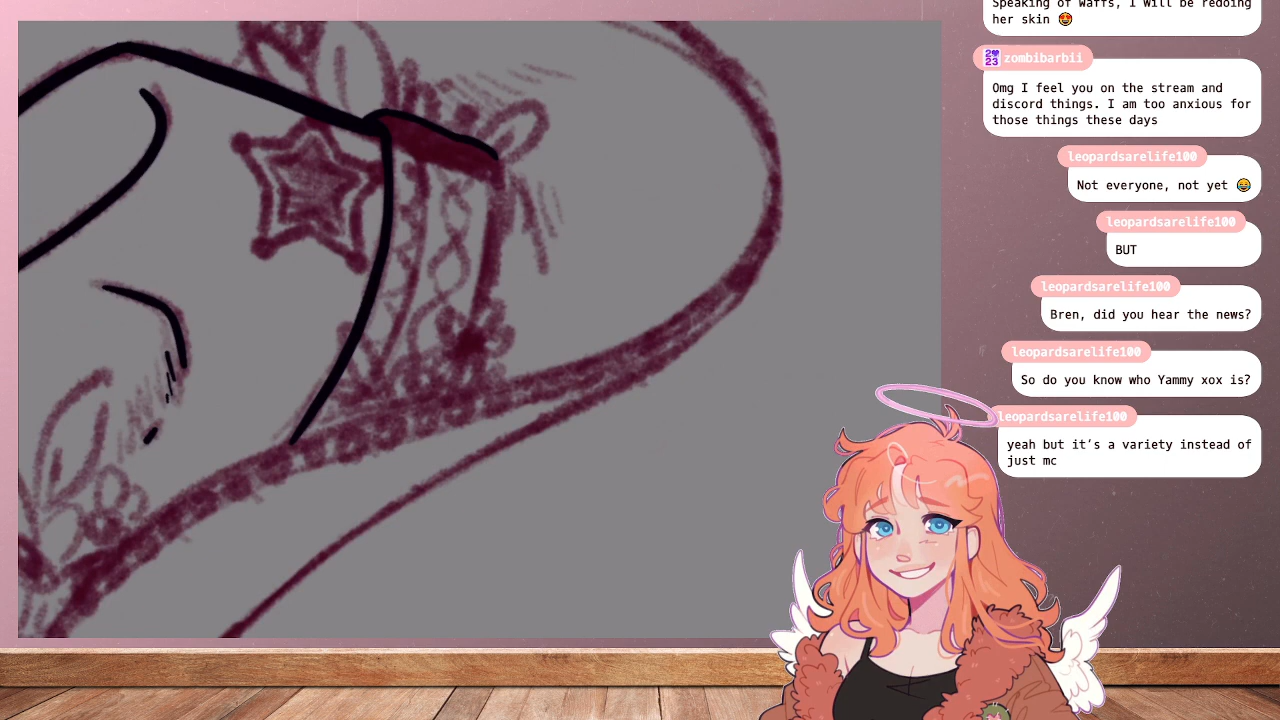 Speaking of Waffs, I will be redoing
her skin 😍
2023 zombibarbii
Omg I feel you on the stream and
discord things. I am too anxious for
those things these days
leopardsarelife100
Not everyone, not yet 😂
leopardsarelife100
BUT
leopardsarelife100
Bren, did you hear the news?
leopardsarelife100
So do you know who Yammy xox is?
leopardsarelife100
yeah but it’s a variety instead of
just mc